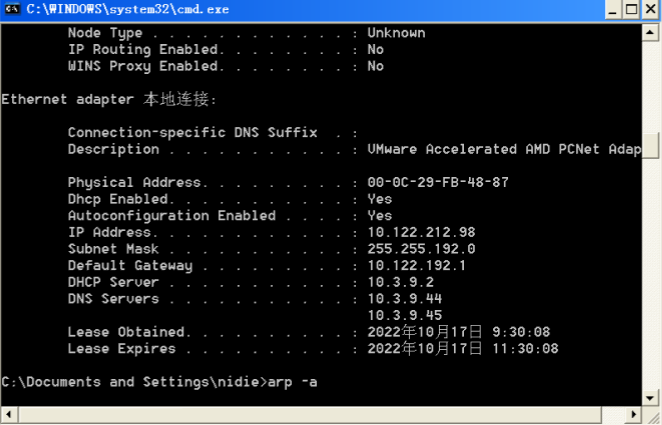 C:\WINDOWS\system32\cmd.exe
Node Type . . . . . . . . . . . . : Unknown
IP Routing Enabled. . . . . . . . : No
WINS Proxy Enabled. . . . . . . . : No
Ethernet adapter 本地连接:
Connection-specific DNS Suffix  . :
Description . . . . . . . . . . . : VMware Accelerated AMD PCNet Adap
Physical Address. . . . . . . . . : 00-0C-29-FB-48-87
Dhcp Enabled. . . . . . . . . . . : Yes
Autoconfiguration Enabled . . . . : Yes
IP Address. . . . . . . . . . . . : 10.122.212.98
Subnet Mask . . . . . . . . . . . : 255.255.192.0
Default Gateway . . . . . . . . . : 10.122.192.1
DHCP Server . . . . . . . . . . . : 10.3.9.2
DNS Servers . . . . . . . . . . . : 10.3.9.44
10.3.9.45
Lease Obtained. . . . . . . . . . : 2022年10月17日 9:30:08
Lease Expires . . . . . . . . . . : 2022年10月17日 11:30:08
C:\Documents and Settings\nidie>arp -a